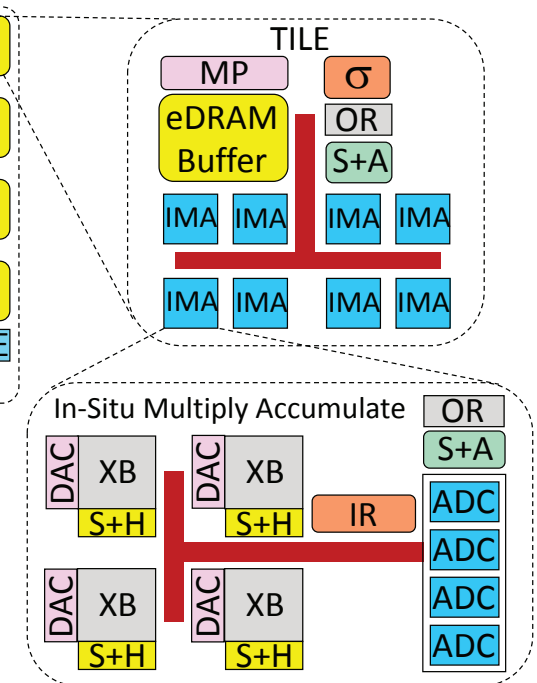 TILE
MP
σ
eDRAM
Buffer
OR
S+A
IMA IMA IMA IMA
IMA IMA IMA IMA
E
In-Situ Multiply Accumulate
OR
S+A
DAC XB DAC XB
S+H S+H
IR
ADC
ADC
ADC
ADC
DAC XB DAC XB
S+H S+H